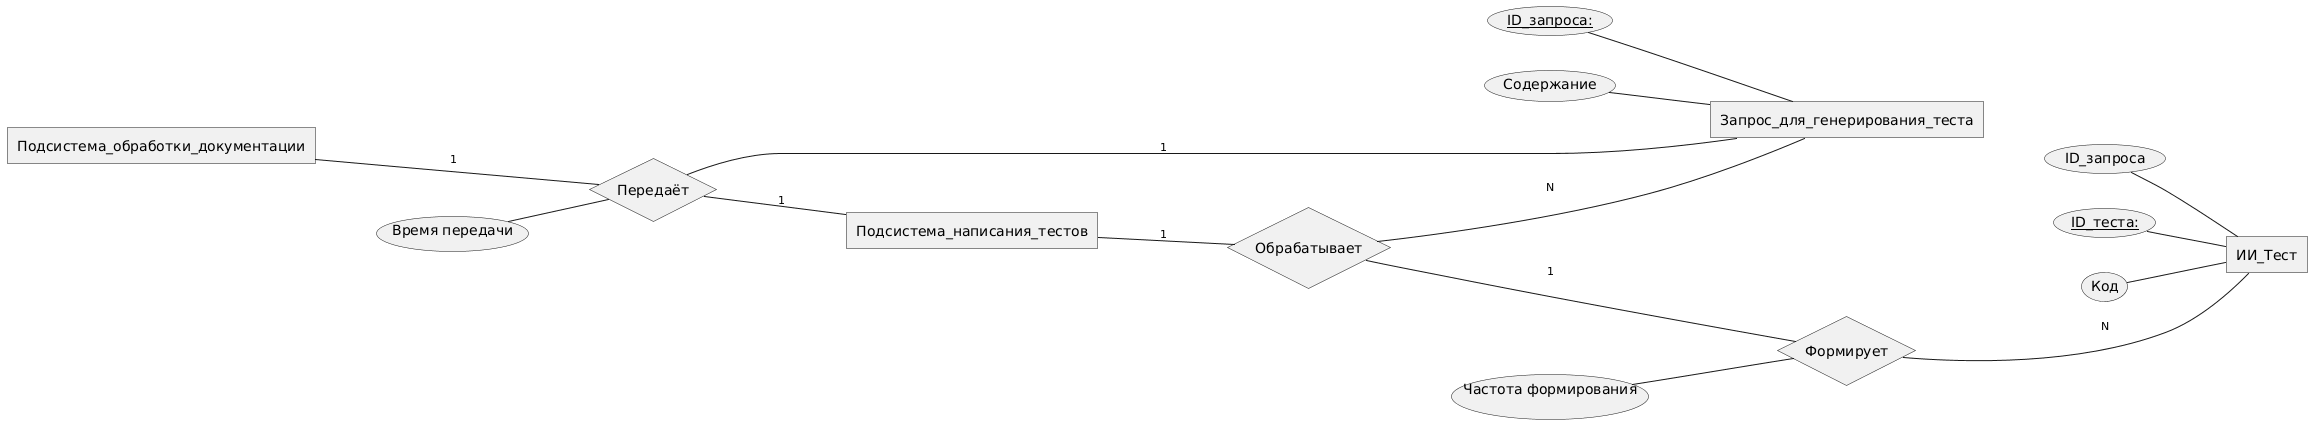 ID_запроса:
Содержание
Запрос_для_генерирования_теста
Подсистема_обработки_документации
1
1
ID_запроса
Передаёт
N
1
Подсистема_написания_тестов
ID_теста:
Время передачи
1
Обрабатывает
ИИ_Тест
1
Код
N
Формирует
Частота формирования